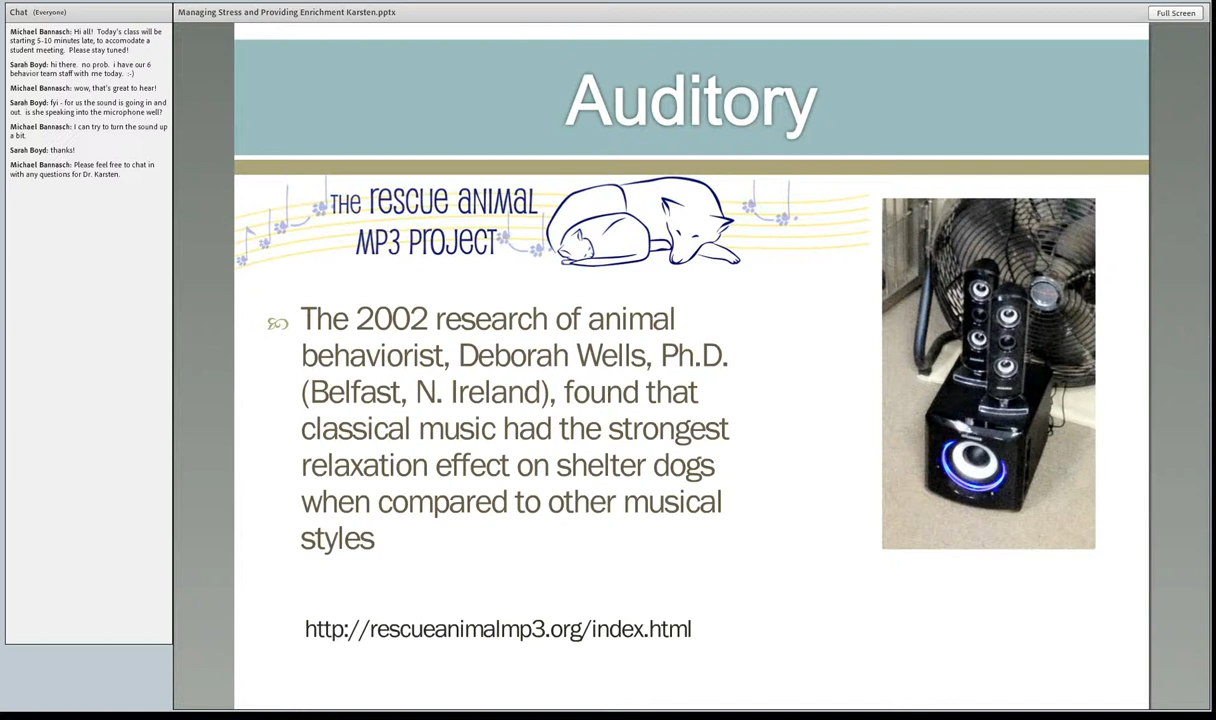 Chat (Everyone)
Michael Bannasch: Hi all! Today's class will be
starting 5-10 minutes late, to accomodate a
student meeting. Please stay tuned!
Sarah Boyd: hi there. no prob. i have our 6
behavior team staff with me today. :-)
Michael Bannasch: wow, that's great to hear!
Sarah Boyd: fyi - for us the sound is going in and
out. is she speaking into the microphone well?
Michael Bannasch: I can try to turn the sound up
a bit.
Sarah Boyd: thanks!
Michael Bannasch: Please feel free to chat in
with any questions for Dr. Karsten.
Managing Stress and Providing Enrichment Karsten.pptx
Full Screen
Auditory
THE RESCUE ANIMAL
MP3 PROJECT
The 2002 research of animal
behaviorist, Deborah Wells, Ph.D.
(Belfast, N. Ireland), found that
classical music had the strongest
relaxation effect on shelter dogs
when compared to other musical
styles
http://rescueanimalmp3.org/index.html